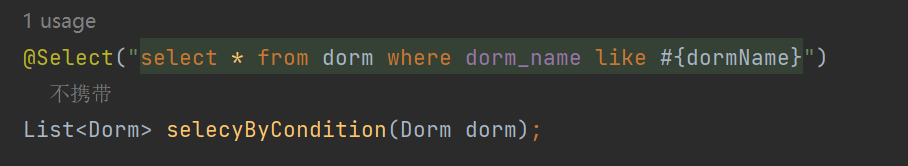 1 usage
@Select("select * from dorm where dorm_name like #{dormName}")
不携带
List<Dorm> selecyByCondition(Dorm dorm);